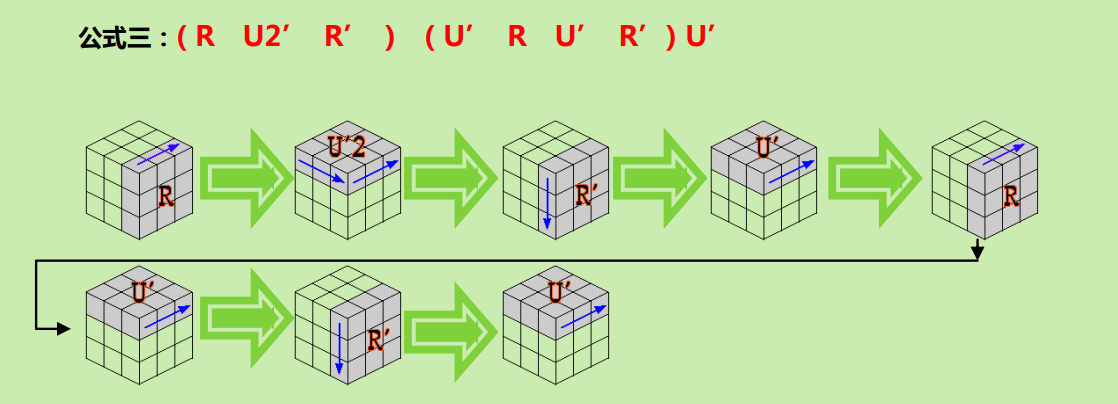 公式三：( R U2′ R′ ) ( U′ R U′ R′ ) U′
R U′2 R′ U′ R
U′ R′ U′